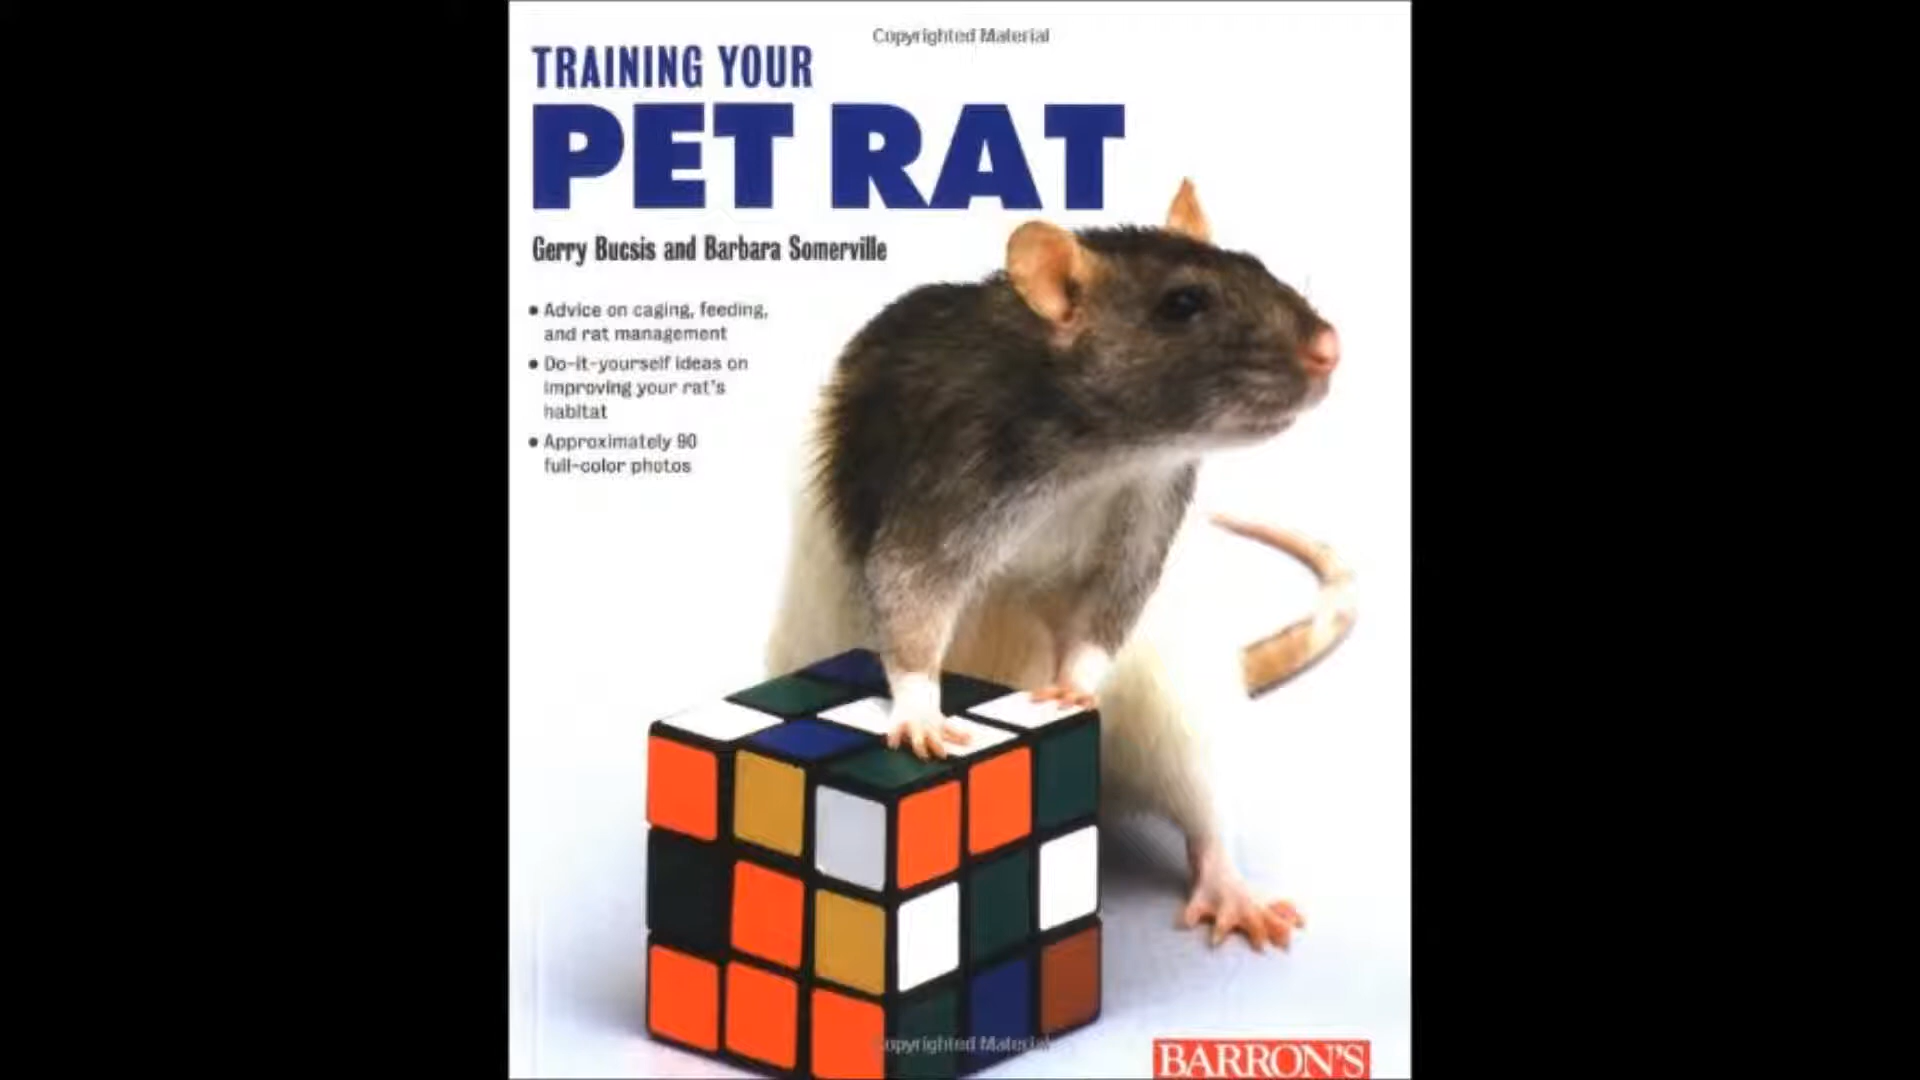 Copyrighted Material
TRAINING YOUR
PET RAT
Gerry Bucsis and Barbara Somerville
• Advice on caging, feeding,
and rat management
• Do-it-yourself ideas on
improving your rat's
habitat
• Approximately 90
full-color photos
Copyrighted Material
BARRON'S